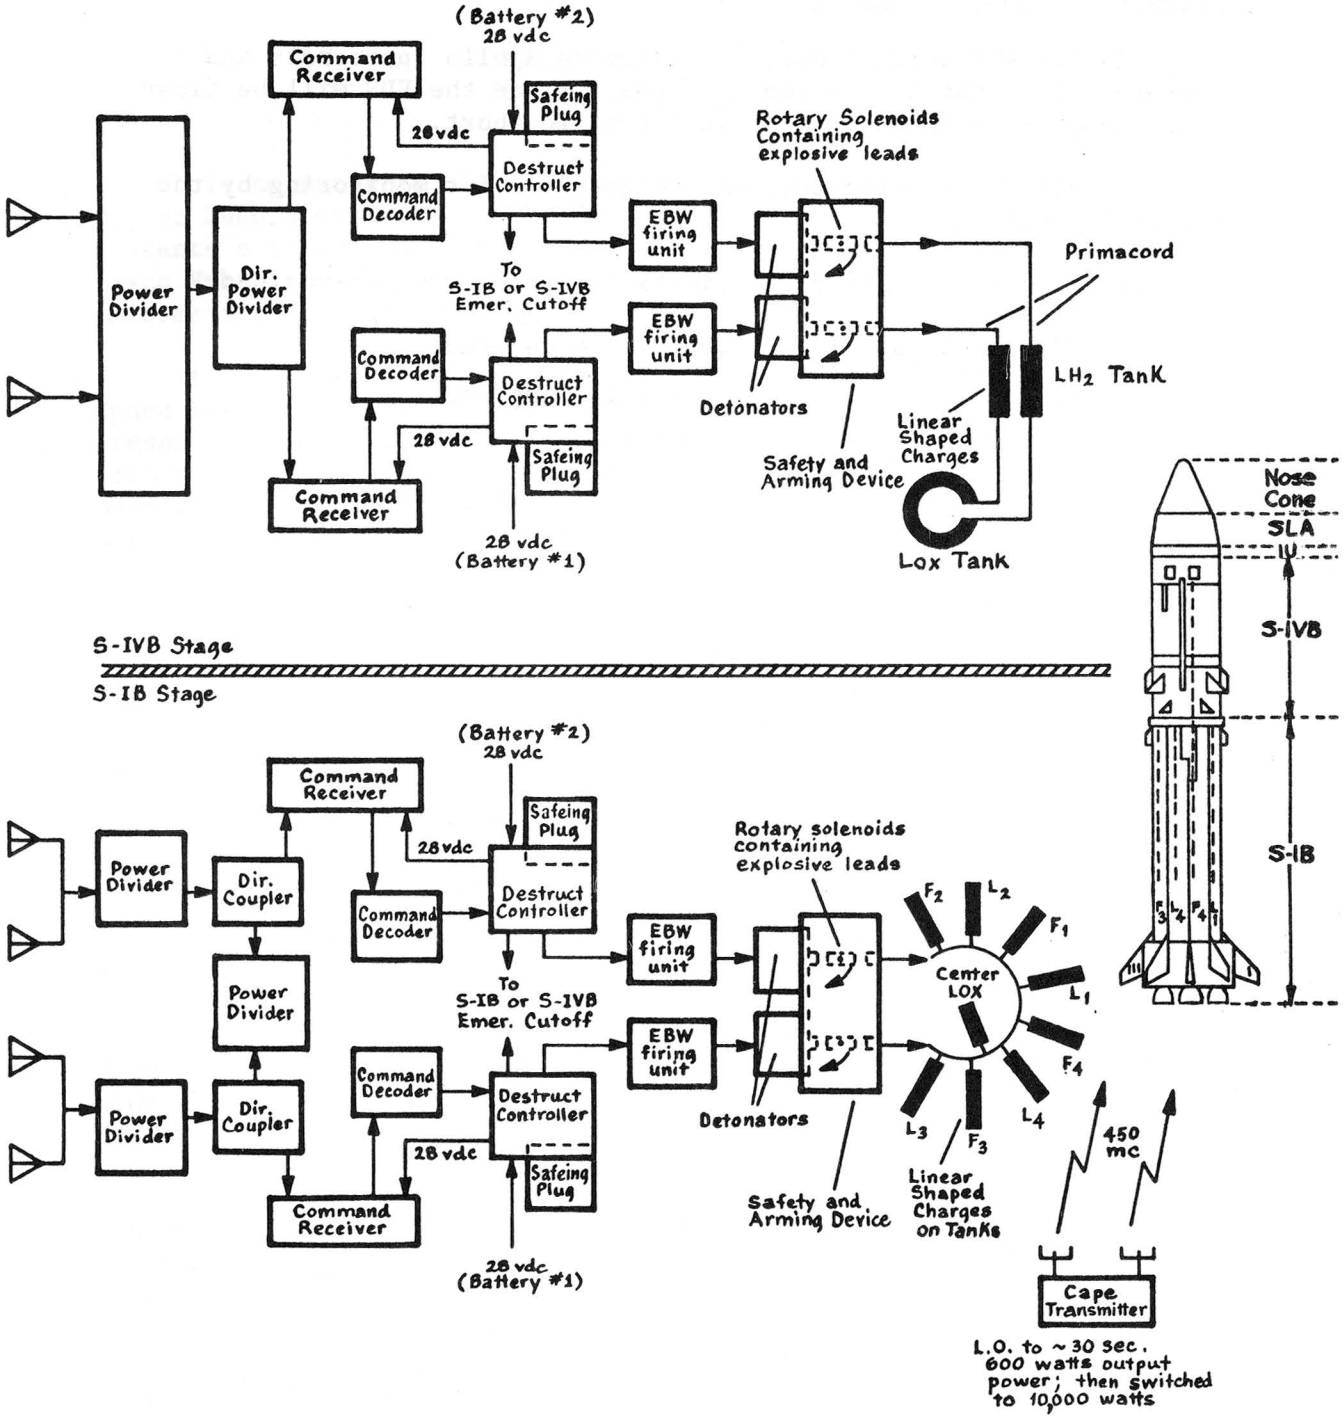 (Battery #2)
28 vdc
Command
Receiver
Safeing
Plug
28 vdc
Destruct
Controller
Command
Decoder
Rotary Solenoids
Containing
explosive leads
EBW
firing
unit
Power
Divider
Dir.
Power
Divider
To
S-IB or S-IVB
Emer. Cutoff
Primacord
EBW
firing
unit
Command
Decoder
Destruct
Controller
28 vdc
Safeing
Plug
Detonators
LH2 Tank
Linear
Shaped
Charges
Safety and
Arming Device
Command
Receiver
28 vdc
(Battery #1)
Lox Tank
Nose
Cone
SLA
IU
S-IVB
S-IB
F3 L4 F4 L1
III
I
S-IVB Stage
S-IB Stage
(Battery #2)
28 vdc
Command
Receiver
Safeing
Plug
28 vdc
Power
Divider
Dir.
Coupler
Command
Decoder
Destruct
Controller
Rotary solenoids
containing
explosive leads
EBW
firing
unit
Power
Divider
To
S-IB or S-IVB
Emer. Cutoff
EBW
firing
unit
F2
L2
F1
L1
Center
LOX
F4
L4
F3
L3
Command
Decoder
Destruct
Controller
Power
Divider
Dir.
Coupler
28 vdc
Safeing
Plug
Detonators
Command
Receiver
Safety and
Arming Device
Linear
Shaped
Charges
on Tanks
28 vdc
(Battery #1)
450
mc
Cape
Transmitter
L.O. to ~ 30 sec.
600 watts output
power; then switched
to 10,000 watts